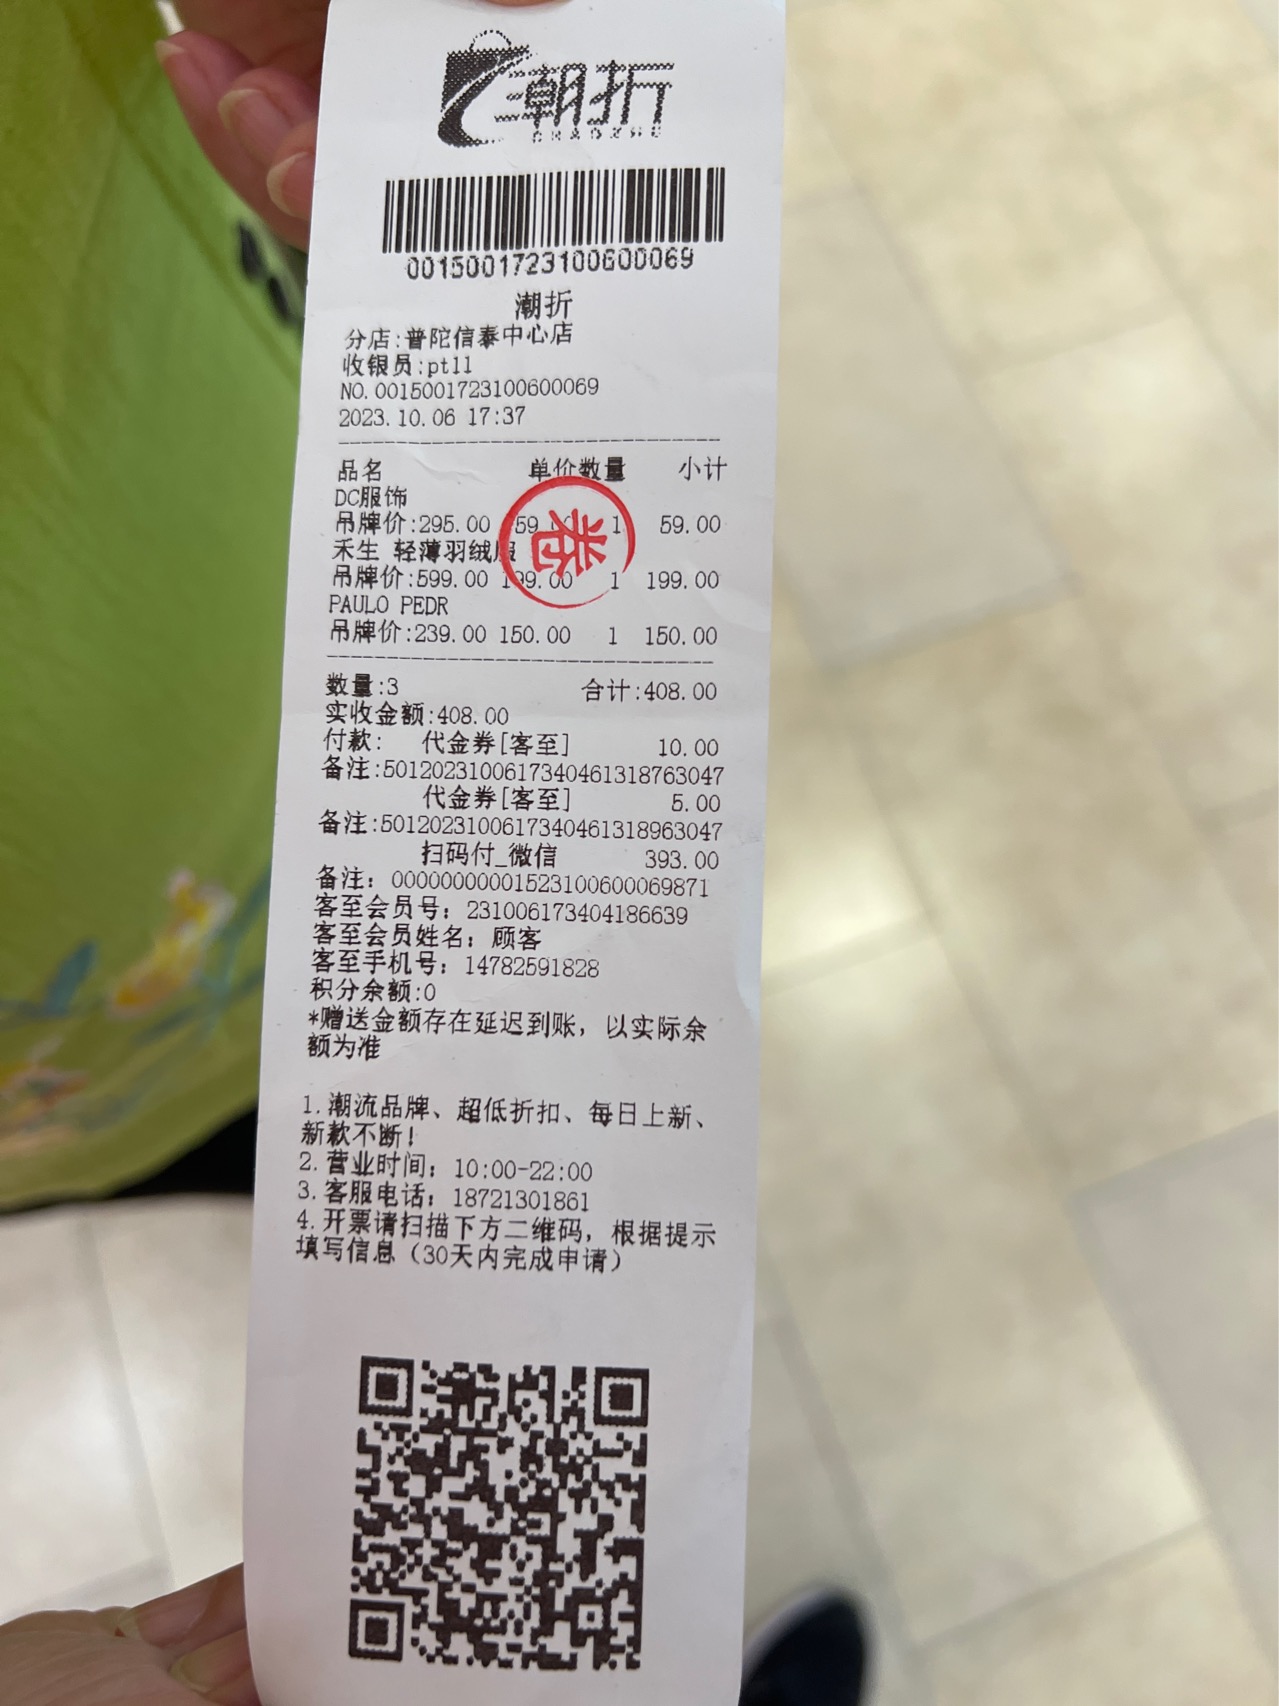 潮折
CHAOZHE
0015001723100600069
潮折
分店:普陀信泰中心店
收银员:pt11
NO.0015001723100600069
2023.10.06 17:37
品名 单价数量 小计
DC服饰
吊牌价:295.00 59.00 1 59.00
禾生 轻薄羽绒服
吊牌价:599.00 199.00 1 199.00
PAULO PEDR
吊牌价:239.00 150.00 1 150.00
数量:3 合计:408.00
实收金额:408.00
付款: 代金券[客至] 10.00
备注:5012023100617340461318763047
代金券[客至] 5.00
备注:5012023100617340461318963047
扫码付_微信 393.00
备注: 0000000000152310060006987​1
客至会员号: 231006173404186639
客至会员姓名: 顾客
客至手机号: 14782591828
积分余额:0
*赠送金额存在延迟到账, 以实际余
额为准
1.潮流品牌、超低折扣、每日上新、
新款不断!
2.营业时间: 10:00-22:00
3.客服电话: 18721301861
4.开票请扫描下方二维码, 根据提示
填写信息 (30天内完成申请)